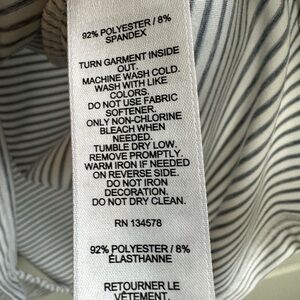 92% POLYESTER / 8%
SPANDEX
TURN GARMENT INSIDE
OUT.
MACHINE WASH COLD.
WASH WITH LIKE
COLORS.
DO NOT USE FABRIC
SOFTENER.
ONLY NON-CHLORINE
BLEACH WHEN
NEEDED.
TUMBLE DRY LOW,
REMOVE PROMPTLY.
WARM IRON IF NEEDED
ON REVERSE SIDE.
DO NOT IRON
DECORATION.
DO NOT DRY CLEAN.
RN 134578
92% POLYESTER / 8%
ÉLASTHANNE
RETOURNER LE
VÊTEMENT.